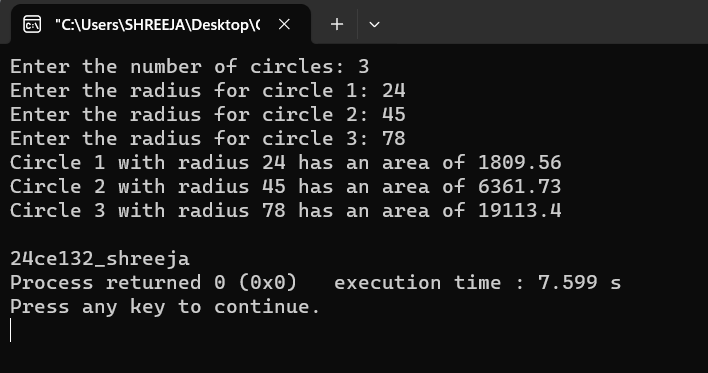 "C:\Users\SHREEJA\Desktop\C
Enter the number of circles: 3
Enter the radius for circle 1: 24
Enter the radius for circle 2: 45
Enter the radius for circle 3: 78
Circle 1 with radius 24 has an area of 1809.56
Circle 2 with radius 45 has an area of 6361.73
Circle 3 with radius 78 has an area of 19113.4
24ce132_shreeja
Process returned 0 (0x0)   execution time : 7.599 s
Press any key to continue.